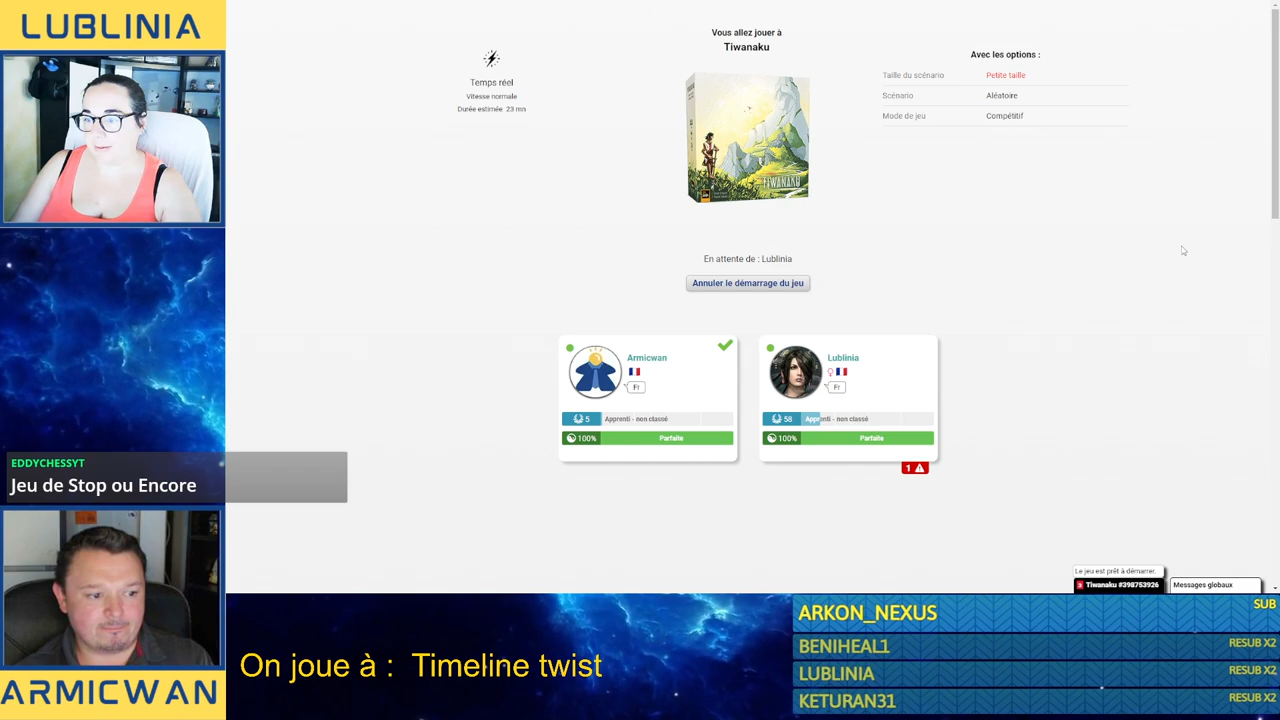 LUBLINIA
Vous allez jouer à
Tiwanaku
Temps réel
Vitesse normale
Durée estimée 23 mn
Avec les options :
Taille du scénario Petite taille
Scénario Aléatoire
Mode de jeu Compétitif
TIWANAKU
En attente de : Lublinia
Annuler le démarrage du jeu
Armicwan
Fr
5 Apprenti - non classé
100% Parfaite
Lublinia
Fr
58 Apprenti - non classé
100% Parfaite
1
EDDYCHESSYT
Jeu de Stop ou Encore
Le jeu est prêt à démarrer.
Tiwanaku #398753926
Messages globaux
ARMICWAN
On joue à : Timeline twist
ARKON_NEXUS SUB
BENIHEAL1 RESUB X2
LUBLINIA RESUB X2
KETURAN31 RESUB X2